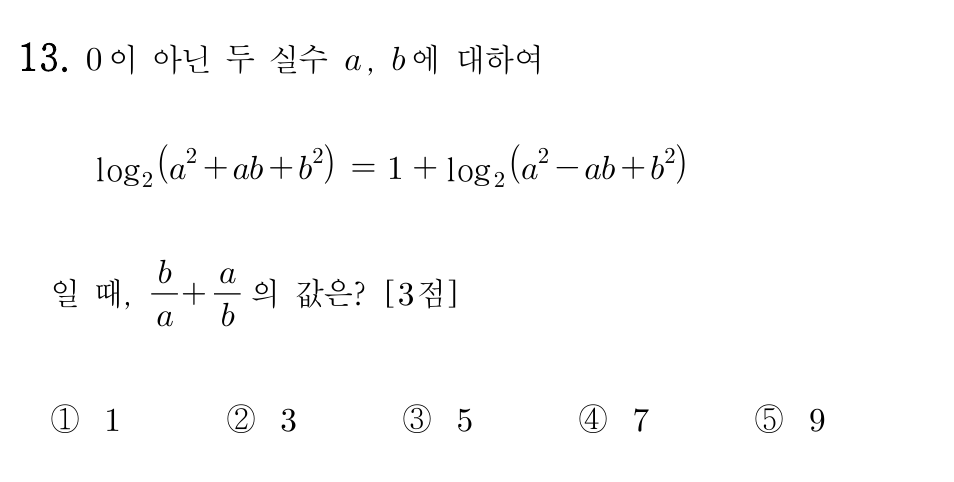 13. 0이 아닌 두 실수 a, b에 대하여
log₂(a²+ab+b²) = 1 + log₂(a²−ab+b²)
일 때, b/a + a/b 의 값은? [3점]
① 1 ② 3 ③ 5 ④ 7 ⑤ 9